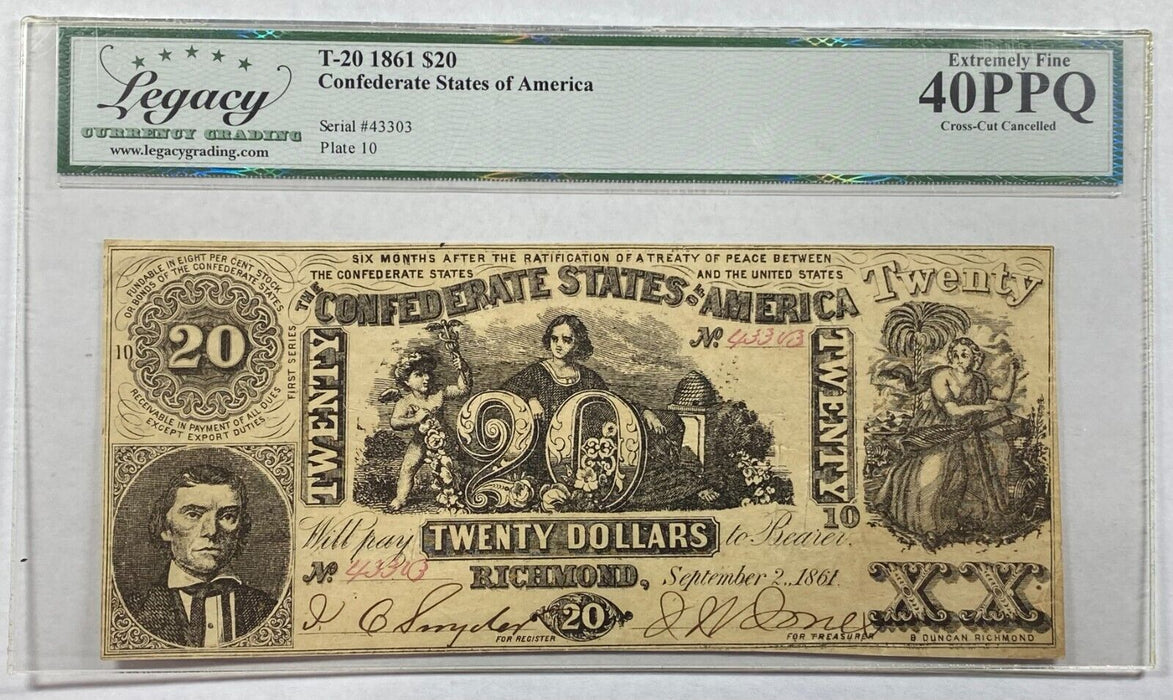 Legacy
CURRENCY GRADING
www.legacygrading.com
T-20 1861 $20
Confederate States of America
Serial #43303
Plate 10
Extremely Fine
40PPQ
Cross-Cut Cancelled
FUNDABLE IN EIGHT PER CENT. STOCK
OR BONDS OF THE CONFEDERATE STATES
20
10
RECEIVABLE IN PAYMENT OF ALL DUES
EXCEPT EXPORT DUTIES
FIRST SERIES
SIX MONTHS AFTER THE RATIFICATION OF A TREATY OF PEACE BETWEEN
THE CONFEDERATE STATES AND THE UNITED STATES
THE CONFEDERATE STATES OF AMERICA
Twenty
No. 43303
TWENTY
20
TWENTY
10
Will pay TWENTY DOLLARS to Bearer.
No. 43303
RICHMOND, September 2, 1861
XX
20
FOR REGISTER
FOR TREASURER
B DUNCAN RICHMOND